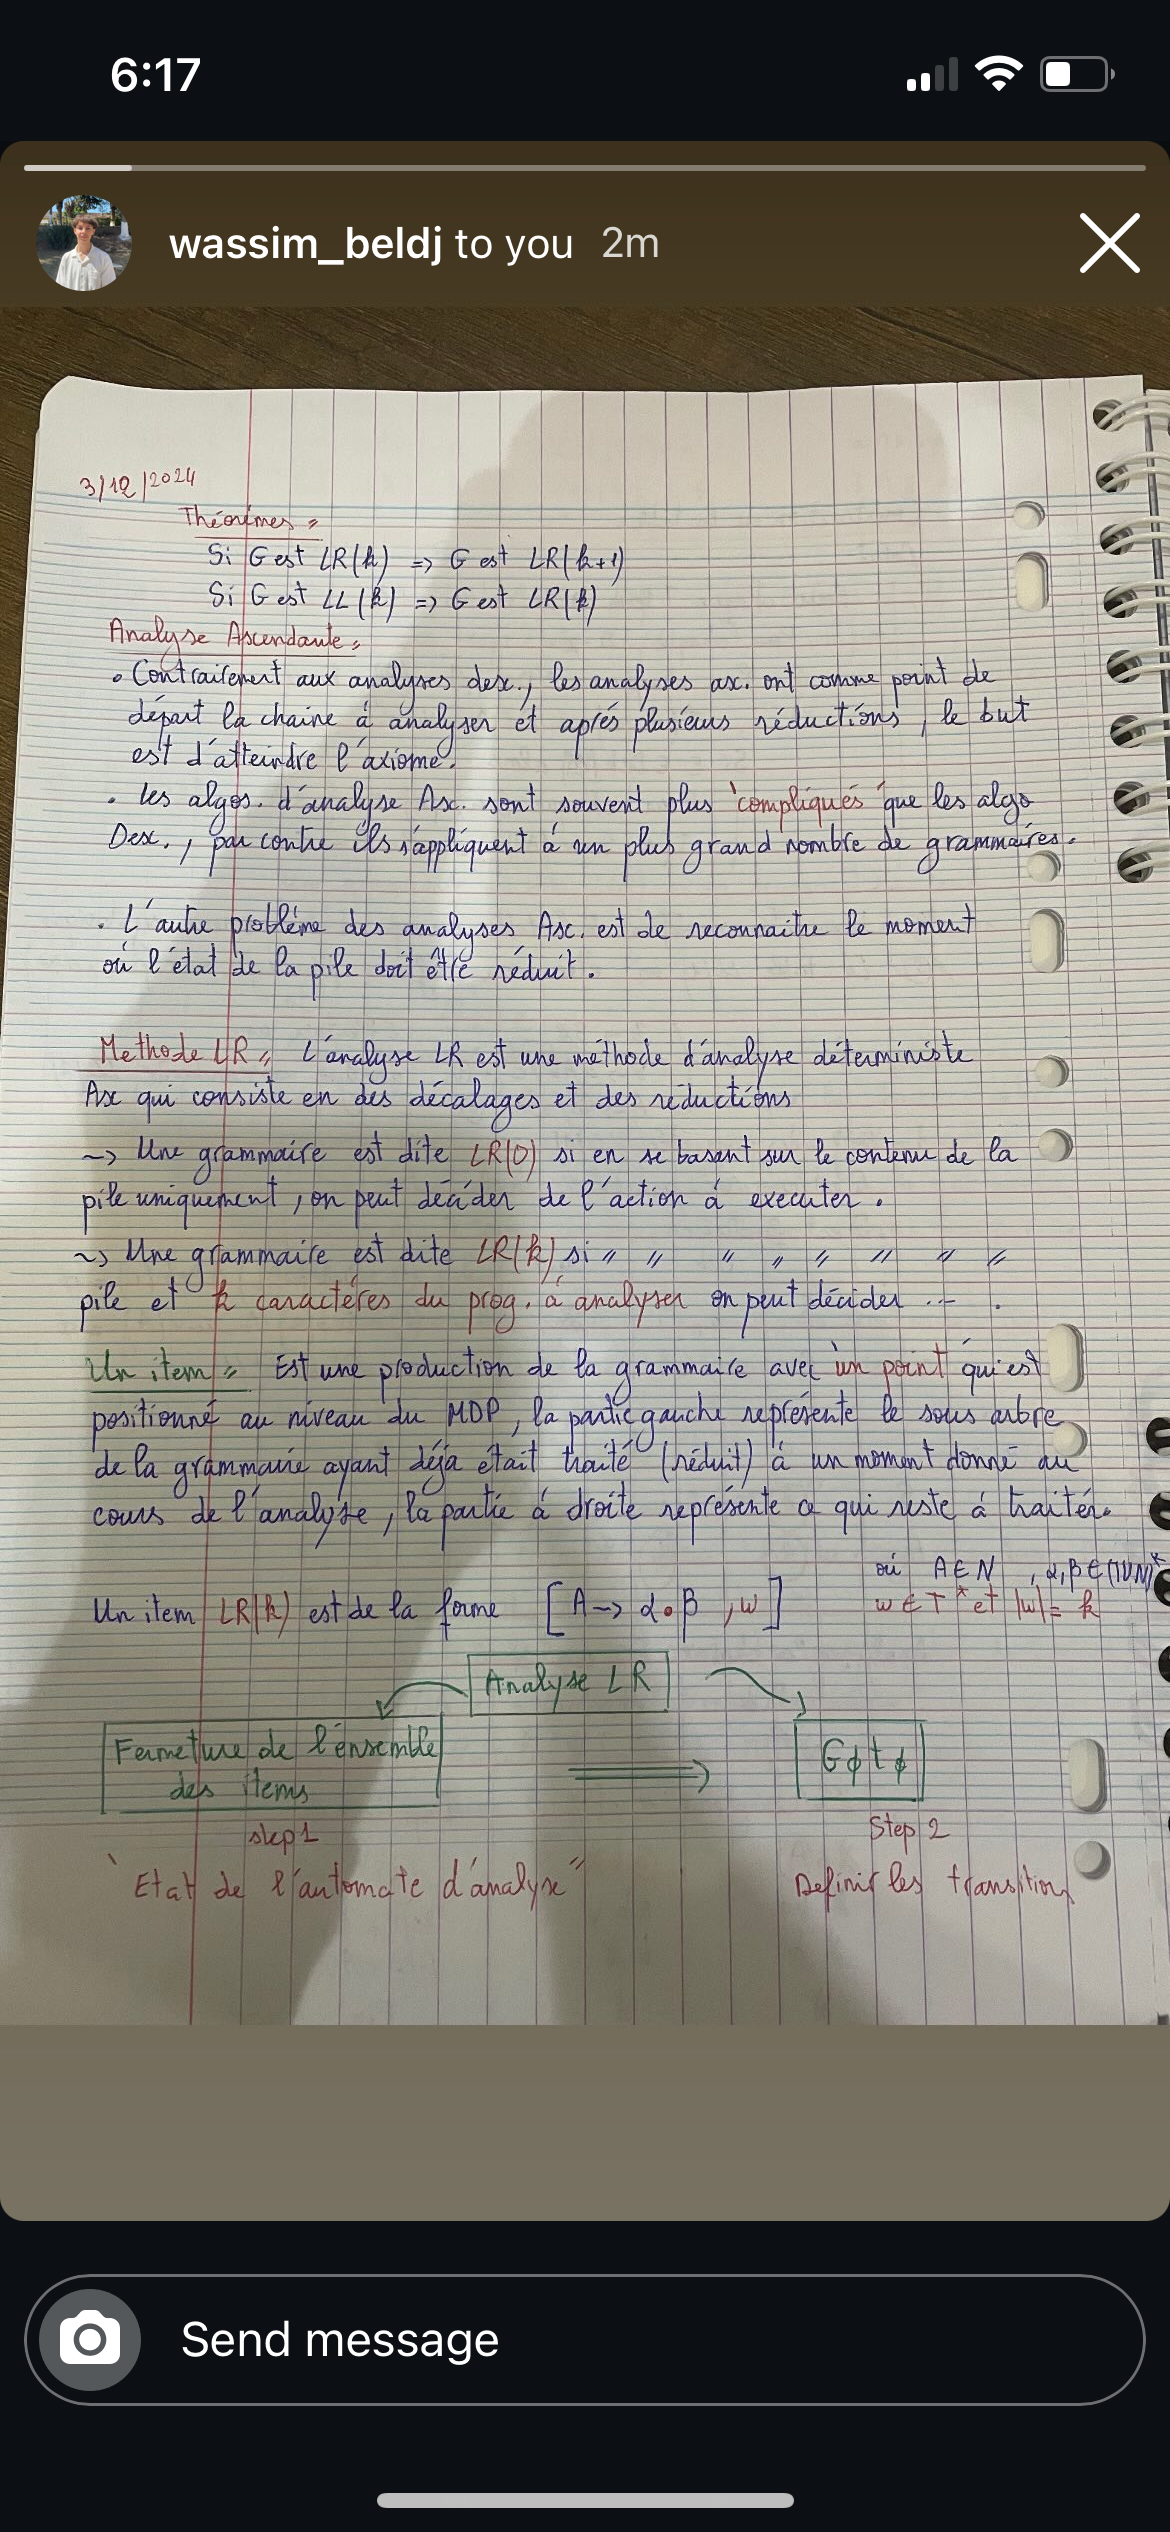 6:17
wassim_beldj to you 2m
3/12/2024
Théorèmes =
Si G est LR(k) => G est LR(k+1)
Si G est LL(k) => G est LR(k)
Analyse Ascendante =
• Contrairement aux analyses desc., les analyses asc. ont comme point de
départ la chaine à analyser et après plusieurs réductions, le but
est d'atteindre l'axiome.
• les algos. d'analyse Asc. sont souvent plus "compliqués" que les algo
Desc., par contre ils s'appliquent à un plus grand nombre de grammaires.
• L'autre problème des analyses Asc. est de reconnaitre le moment
où l'état de la pile doit être réduit.
Methode LR = L'analyse LR est une méthode d'analyse déterministe
Asc qui consiste en des décalages et des réductions
~> Une grammaire est dite LR(0) si en se basant sur le contenu de la
pile uniquement, on peut décider de l'action à executer.
~> Une grammaire est dite LR(k) si " " " " " " " "
pile et k caractères du prog. à analyser on peut décider ... .
Un item = Est une production de la grammaire avec un point qui est
positionné au niveau du MDP, la partie gauche représente le sous arbre
de la grammaire ayant déja était traité (réduit) à un moment donné au
cours de l'analyse, la partie à droite représente ce qui reste à traiter.
où A∈N , α,β∈(TUN)*
Un item LR(k) est de la forme [A -> α•β , w] w∈T* et |w|= k
Analyse LR
Fermeture de l'ensemble
des items
Gϕtϕ
step 1
Step 2
"Etat de l'automate d'analyse"
Definir les transitions
Send message